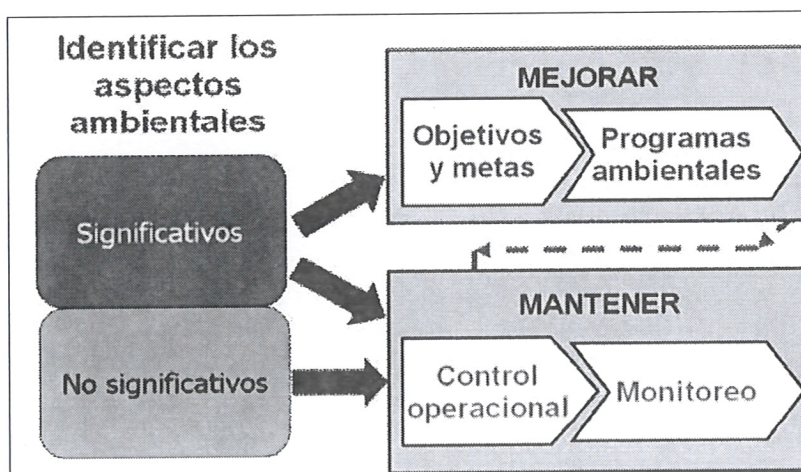 Identificar los
aspectos
ambientales
Significativos
No significativos
MEJORAR
Objetivos
y metas
Programas
ambientales
MANTENER
Control
operacional
Monitoreo